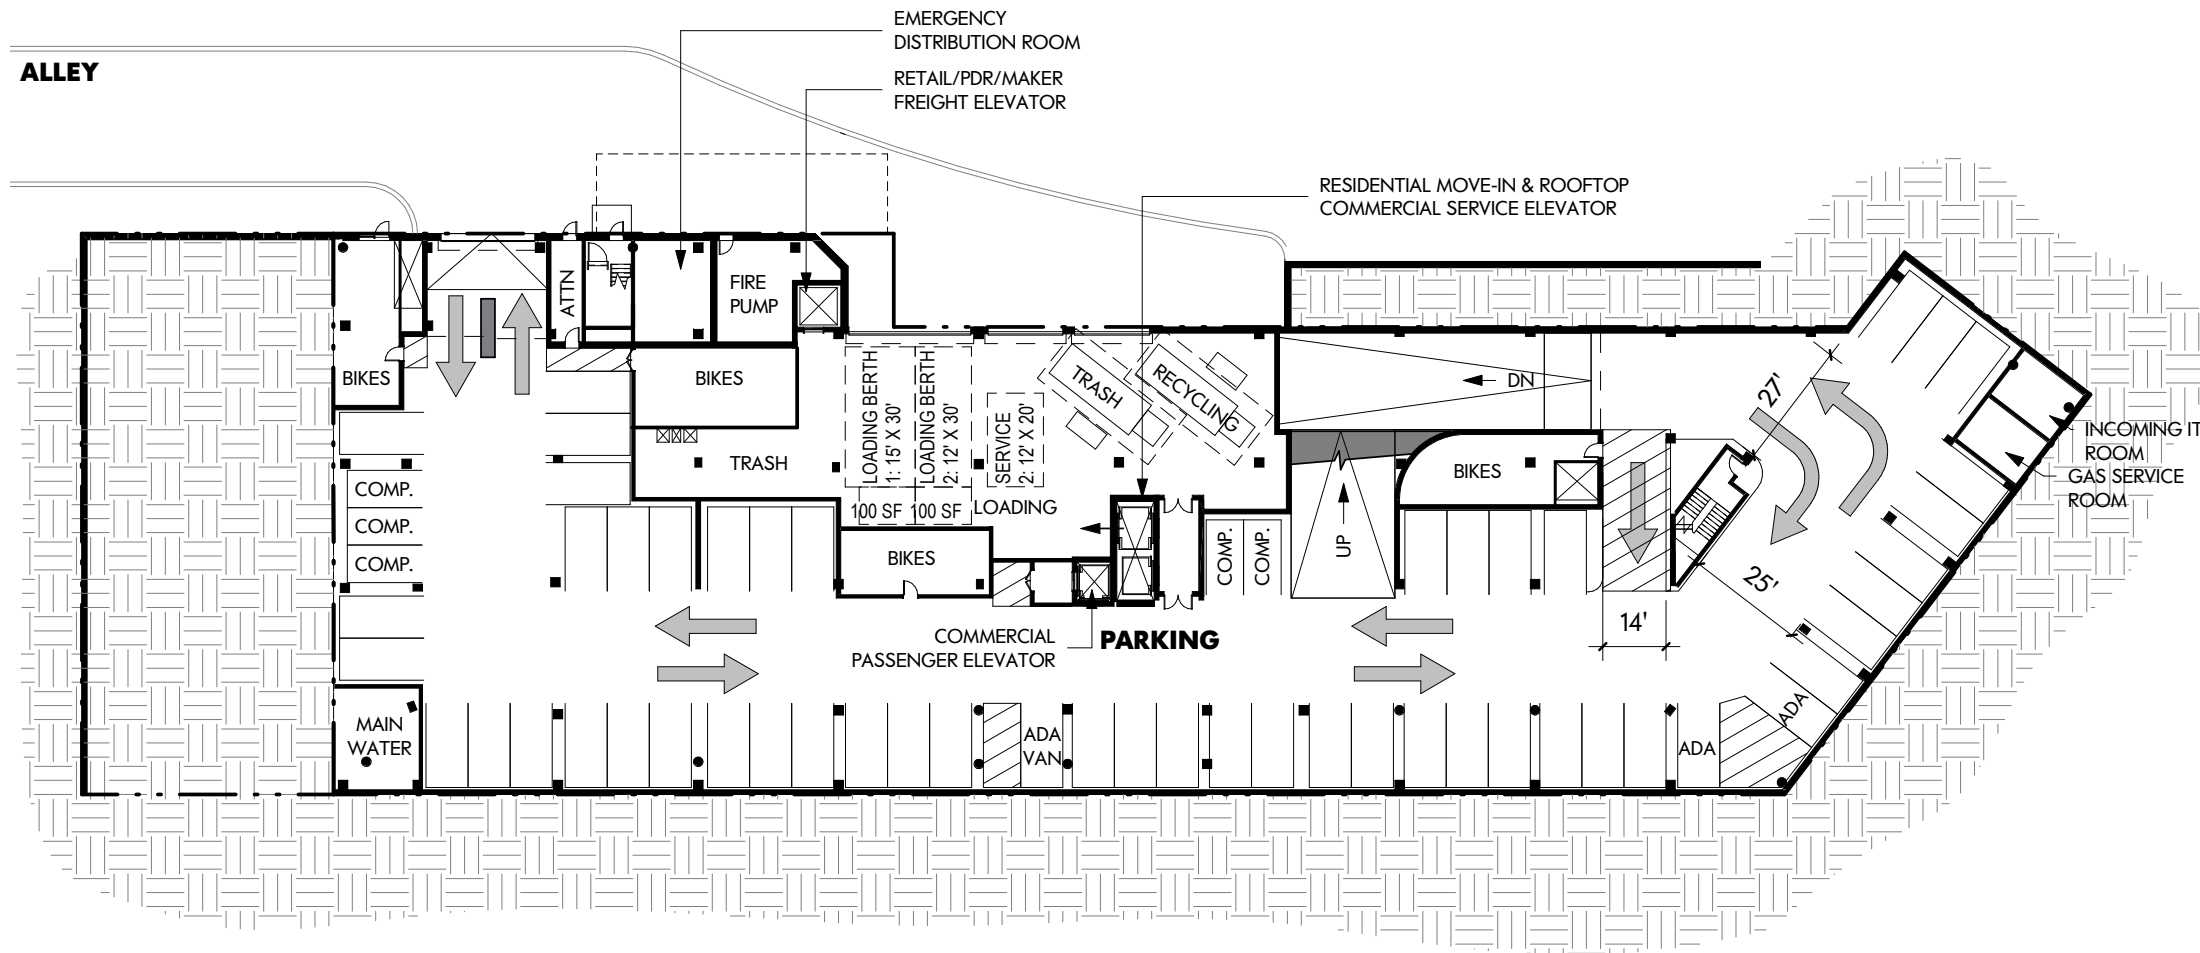 EMERGENCY
DISTRIBUTION ROOM
ALLEY
RETAIL/PDR/MAKER
FREIGHT ELEVATOR
RESIDENTIAL MOVE-IN & ROOFTOP
COMMERCIAL SERVICE ELEVATOR
ATTN
FIRE
PUMP
BIKES
BIKES
LOADING BERTH
1: 15' X 30'
LOADING BERTH
2: 12' X 30'
SERVICE
2: 12' X 20'
TRASH
RECYCLING
DN
27'
INCOMING IT
ROOM
GAS SERVICE
ROOM
TRASH
BIKES
COMP.
COMP.
COMP.
100 SF
100 SF
LOADING
BIKES
COMP.
COMP.
UP
25'
14'
COMMERCIAL
PASSENGER ELEVATOR
PARKING
MAIN
WATER
ADA
VAN
ADA
ADA